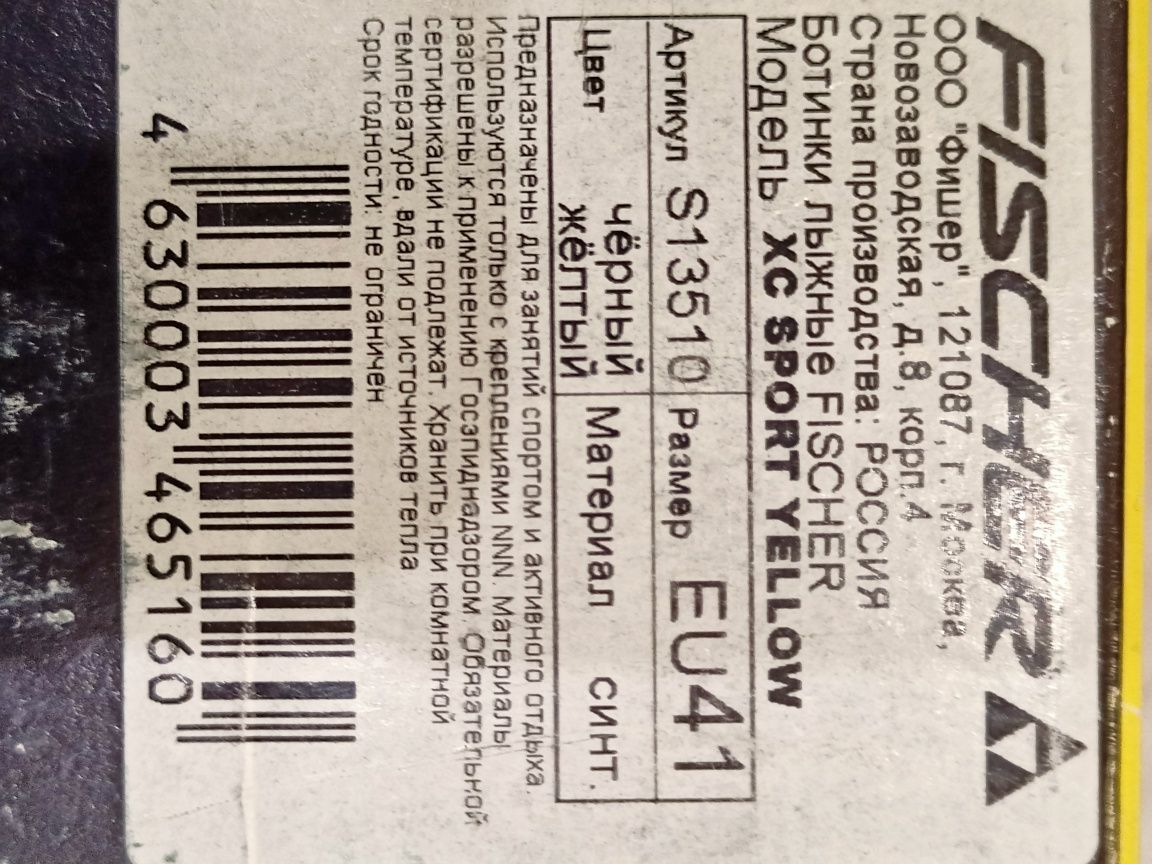 FISCHER
ООО "Фишер", 121087, г. Москва,
Новозаводская, д.8, корп.4
Страна производства: РОССИЯ
Ботинки лыжные FISCHER
Модель XC SPORT YELLOW
Артикул S13510 Размер EU41
Цвет чёрный жёлтый Материал синт.
Предназначены для занятий спортом и активного отдыха.
Используются только с креплениями NNN. Материалы
разрешены к применению Госэпиднадзором. Обязательной
сертификации не подлежат. Хранить при комнатной
температуре, вдали от источников тепла
Срок годности: не ограничен
4 630003 465160